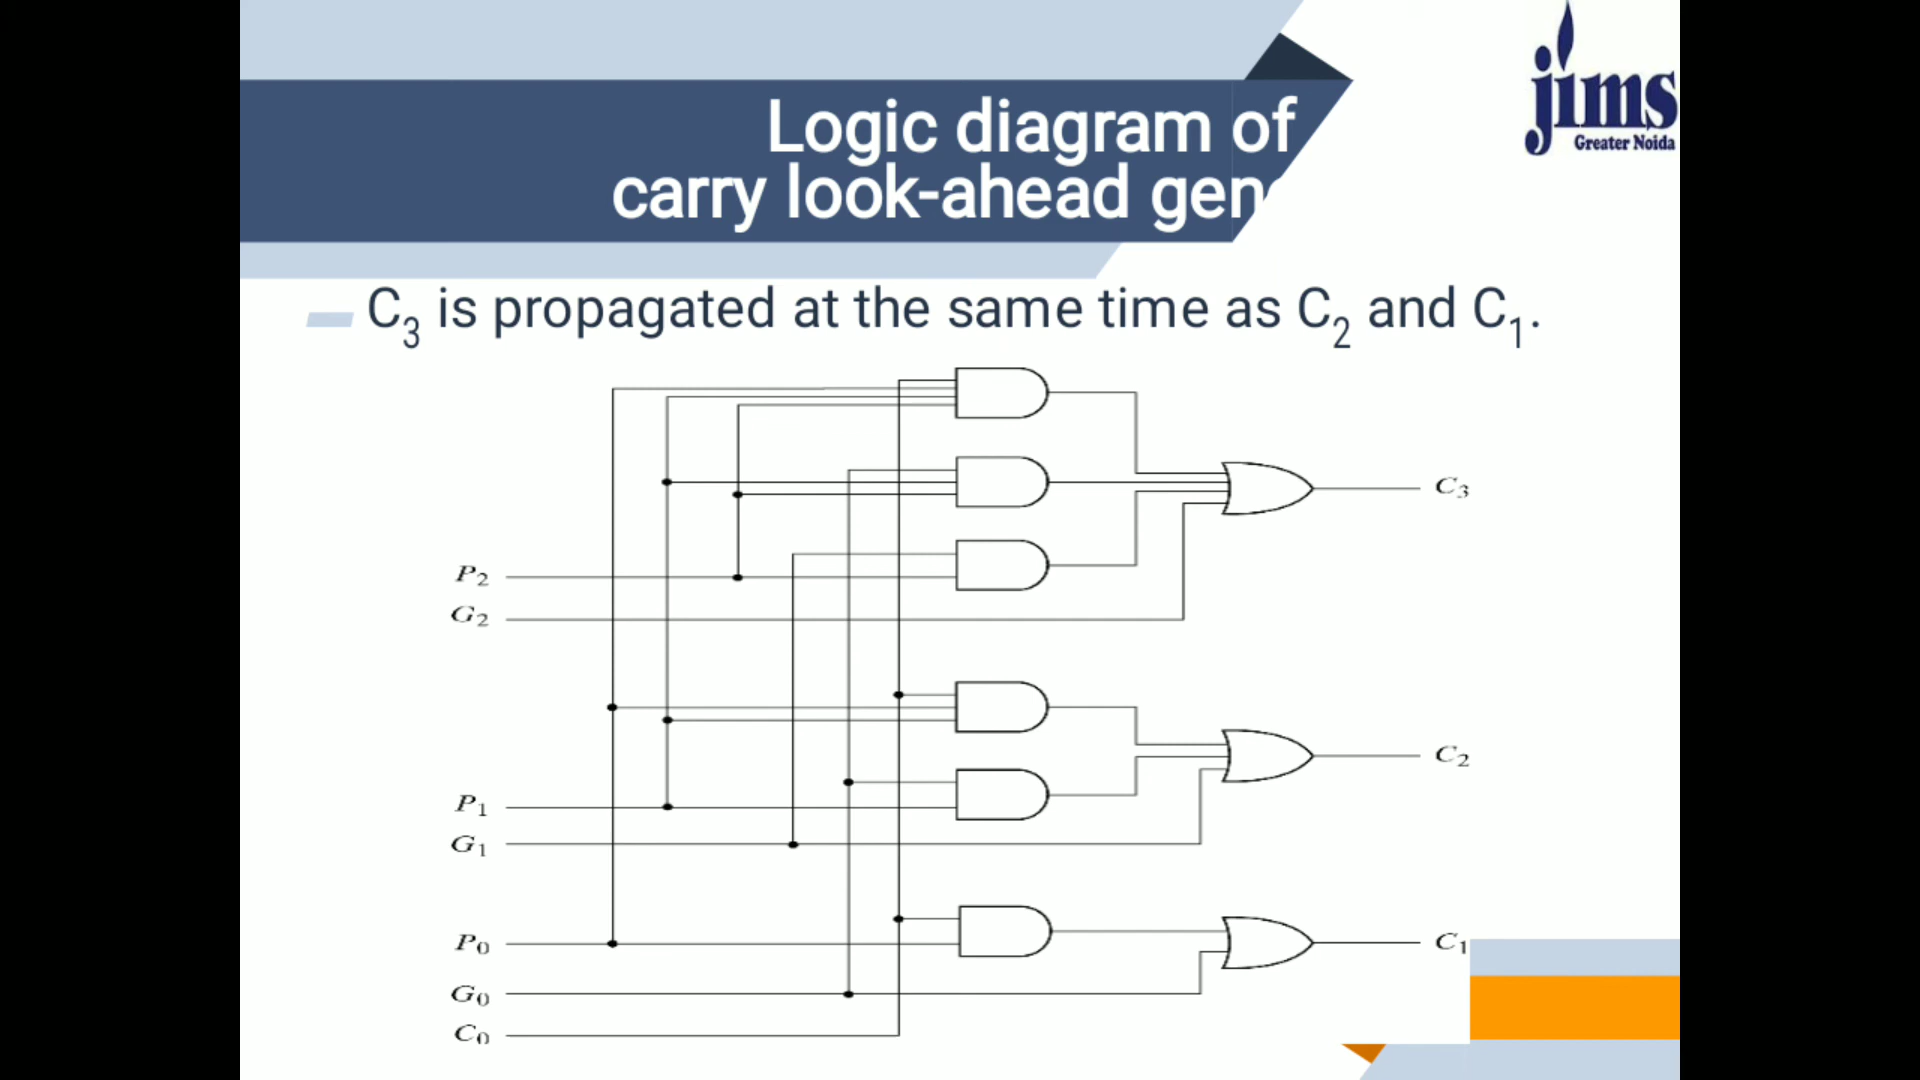 jims
Greater Noida
Logic diagram of
carry look-ahead gen
C₃ is propagated at the same time as C₂ and C₁.
C₃
P₂
G₂
C₂
P₁
G₁
P₀
C₁
G₀
C₀